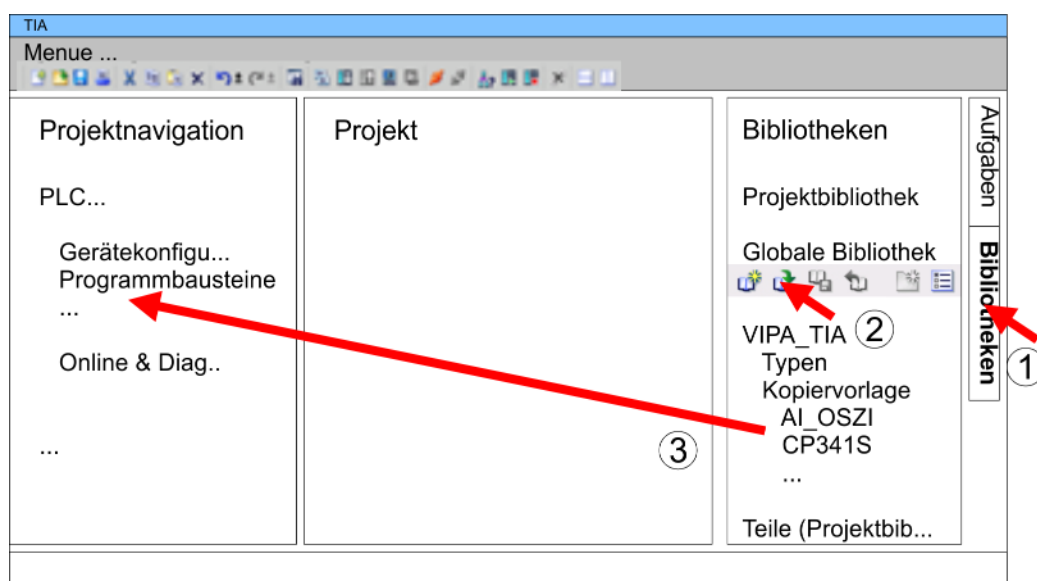 TIA
Menue ...
Projektnavigation
PLC...
Gerätekonfigu...
Programmbausteine
...
Online & Diag..
...
Projekt
③
Bibliotheken
Projektbibliothek
Globale Bibliothek
②
VIPA_TIA
Typen
Kopiervorlage
AI_OSZI
CP341S
...
Teile (Projektbib...
Aufgaben
Bibliotheken
①